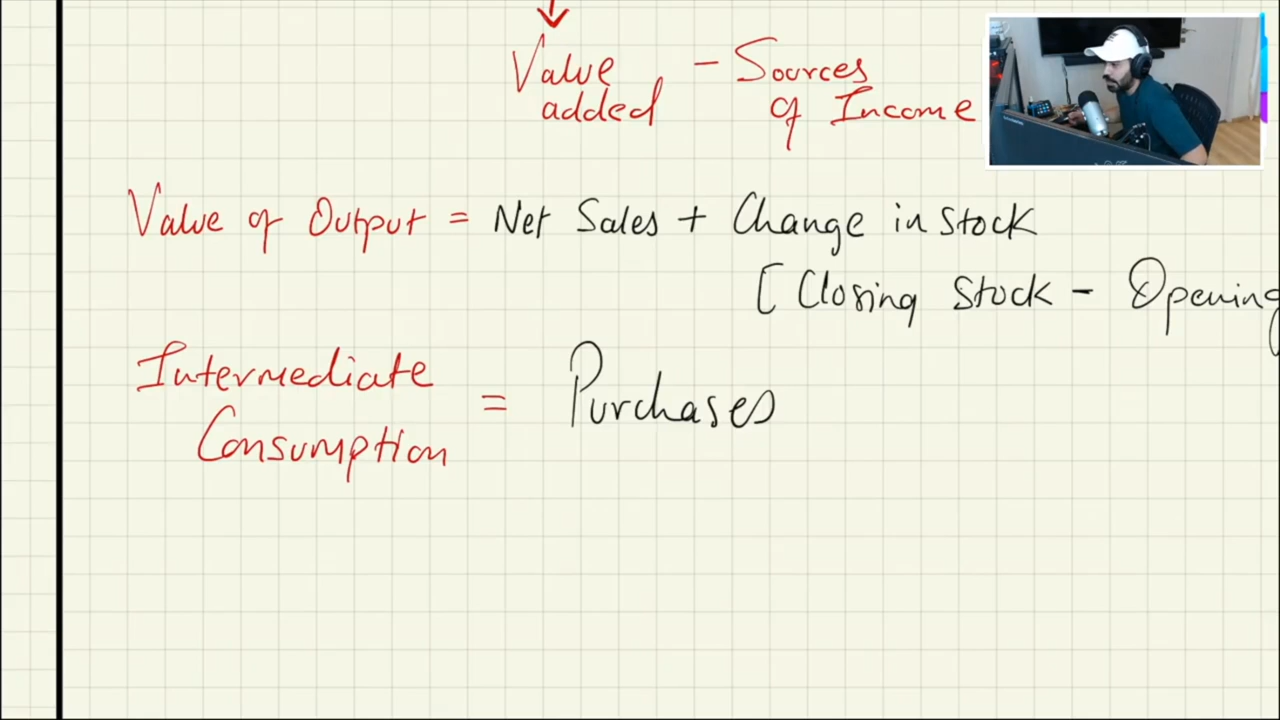 Value - Sources
added of Income
Value of Output = Net Sales + Change in stock
[ Closing Stock - Opening
Intermediate
Consumption = Purchases